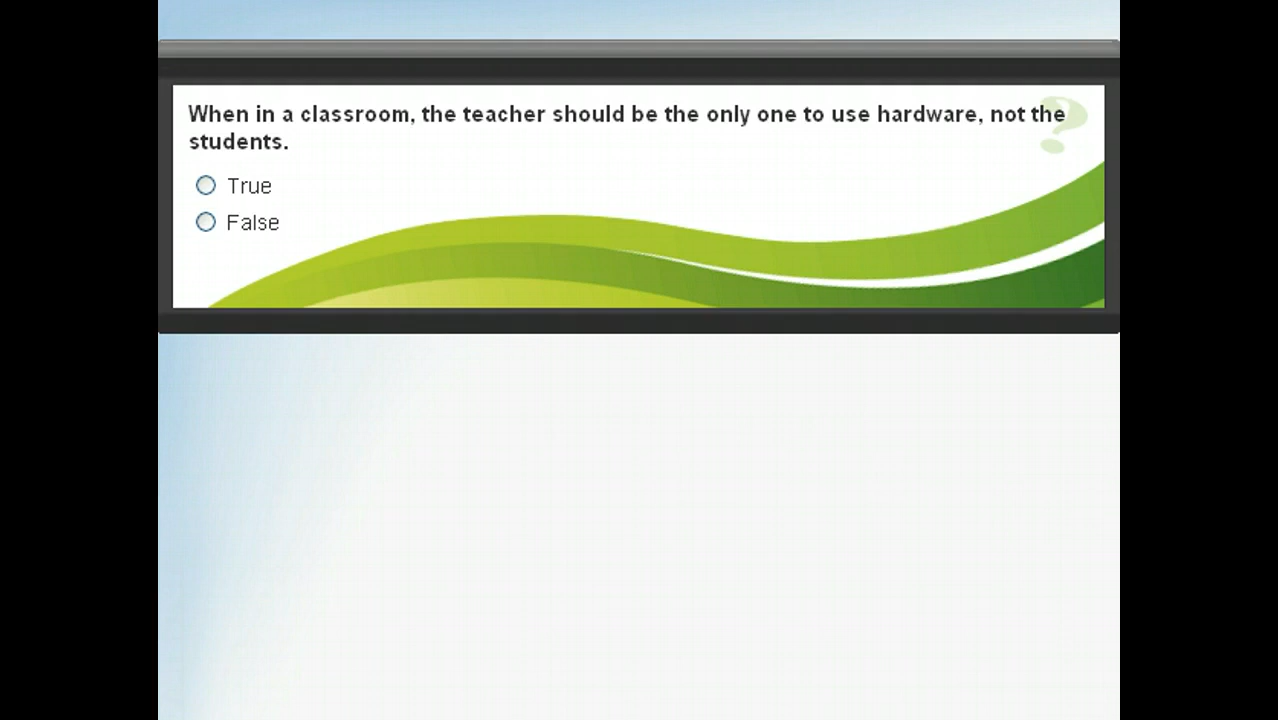 When in a classroom, the teacher should be the only one to use hardware, not the
students.
True
False